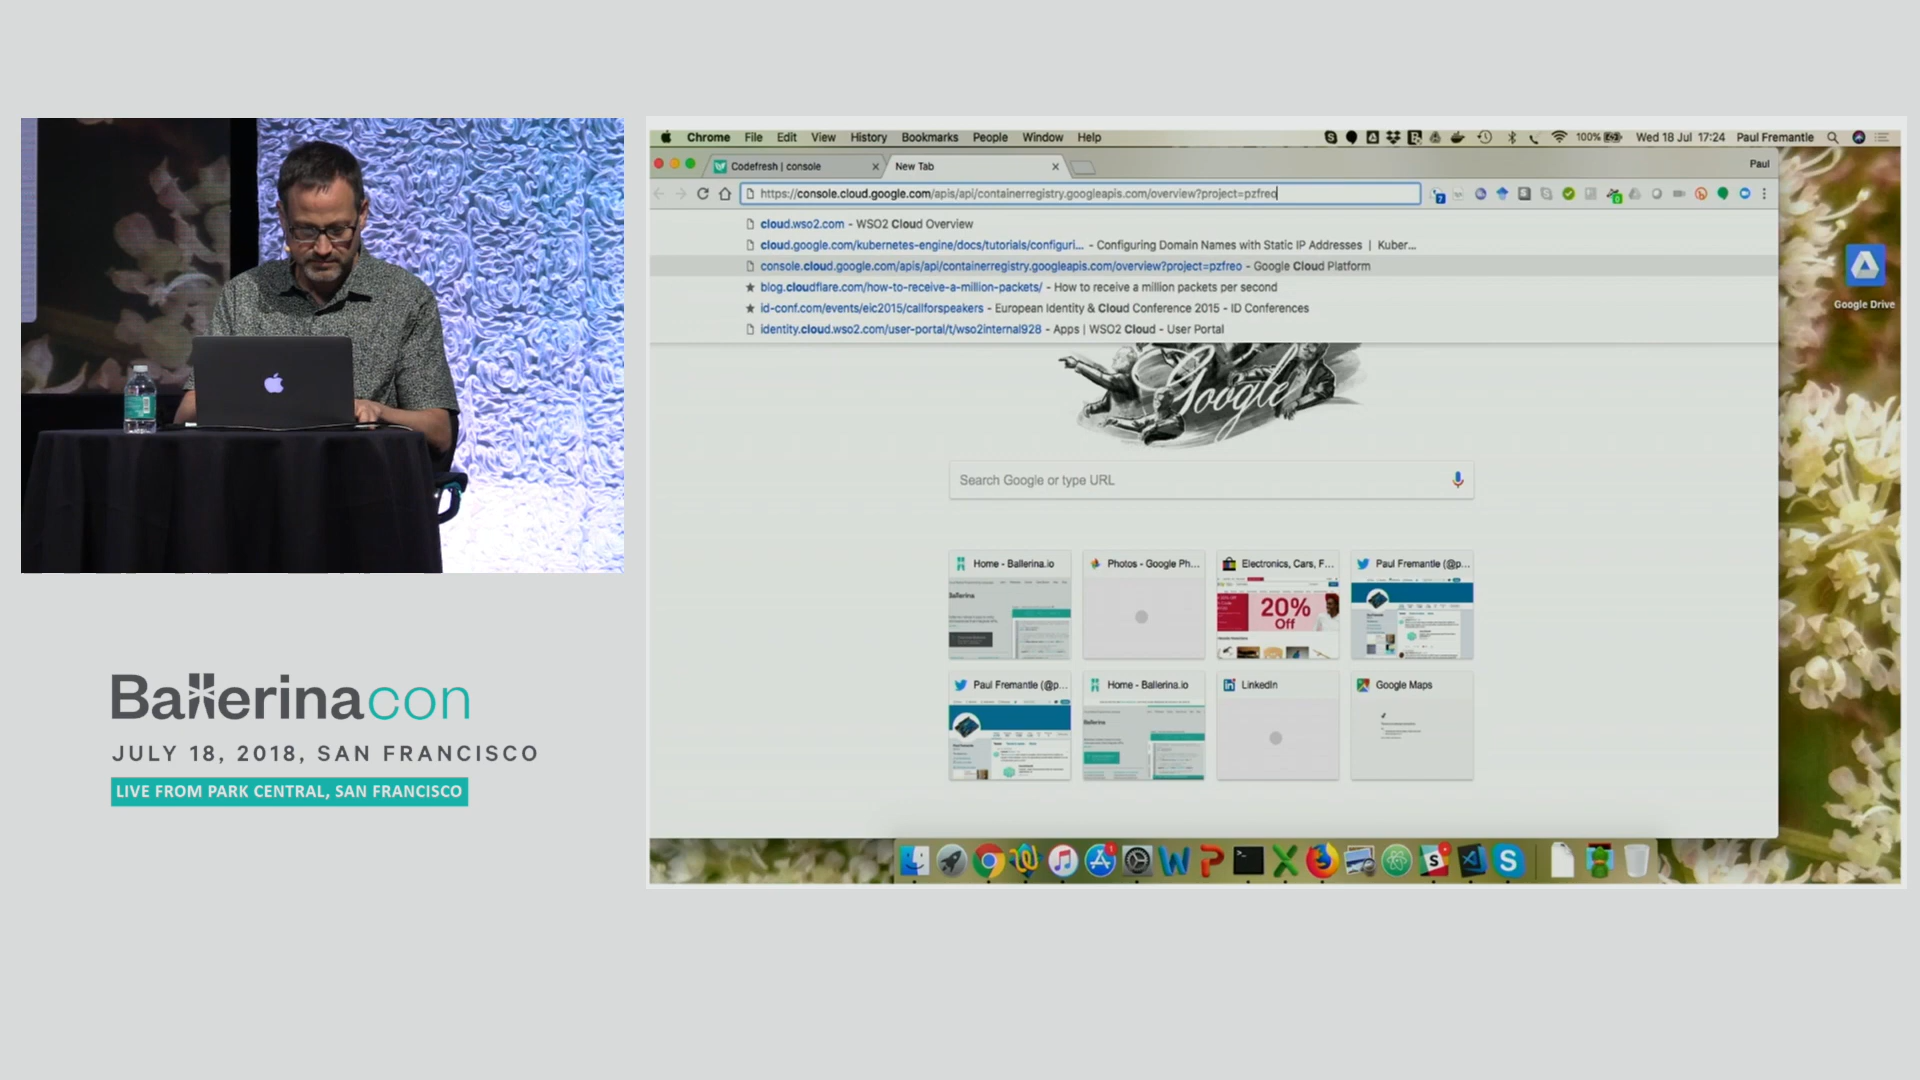 Ballerinacon
JULY 18, 2018, SAN FRANCISCO
LIVE FROM PARK CENTRAL, SAN FRANCISCO
Chrome File Edit View History Bookmarks People Window Help
100% Wed 18 Jul 17:24 Paul Fremantle
Codefresh | console
New Tab
Paul
https://console.cloud.google.com/apis/api/containerregistry.googleapis.com/overview?project=pzfreo
cloud.wso2.com - WSO2 Cloud Overview
cloud.google.com/kubernetes-engine/docs/tutorials/configuri... - Configuring Domain Names with Static IP Addresses | Kuber...
console.cloud.google.com/apis/api/containerregistry.googleapis.com/overview?project=pzfreo - Google Cloud Platform
blog.cloudflare.com/how-to-receive-a-million-packets/ - How to receive a million packets per second
id-conf.com/events/eic2015/callforspeakers - European Identity & Cloud Conference 2015 - ID Conferences
identity.cloud.wso2.com/user-portal/t/wso2internal928 - Apps | WSO2 Cloud - User Portal
Google Drive
Google
Search Google or type URL
Home - Ballerina.io
Photos - Google Ph...
Electronics, Cars, F...
Paul Fremantle (@p...
20%
Off
Paul Fremantle (@p...
Home - Ballerina.io
LinkedIn
Google Maps